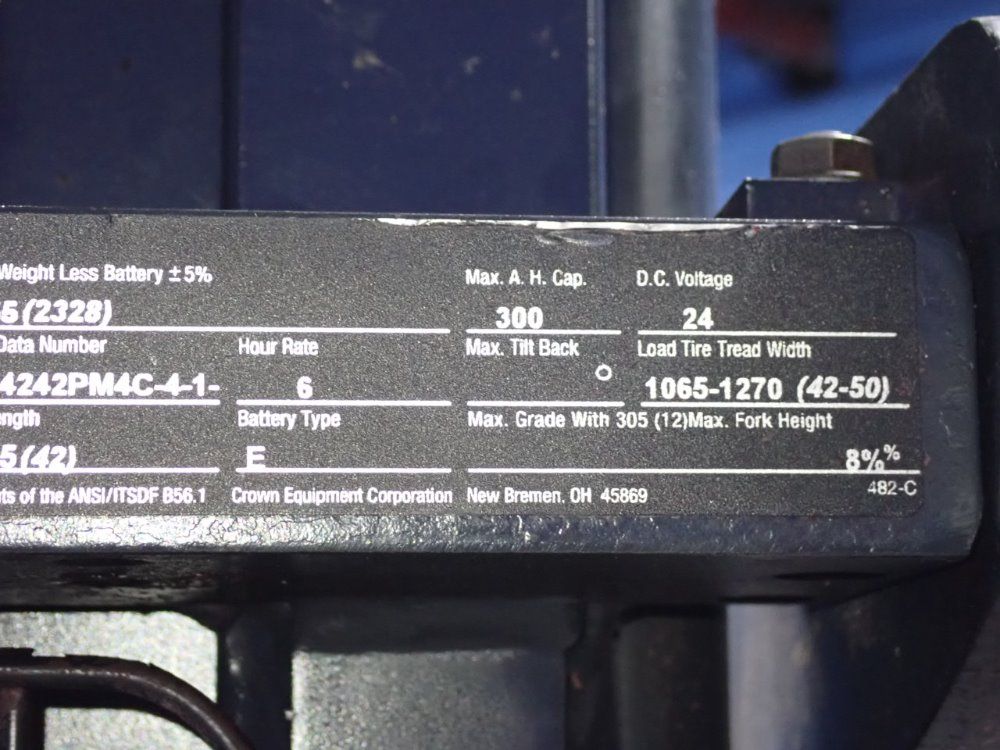 Weight Less Battery ±5% Max. A. H. Cap. D.C. Voltage
5 (2328) 300 24
Data Number Hour Rate Max. Tilt Back Load Tire Tread Width
4242PM4C-4-1- 6 ° 1065-1270 (42-50)
ngth Battery Type Max. Grade With 305 (12)Max. Fork Height
5 (42) E 8%%
ts of the ANSI/ITSDF B56.1 Crown Equipment Corporation New Bremen, OH 45869 482-C